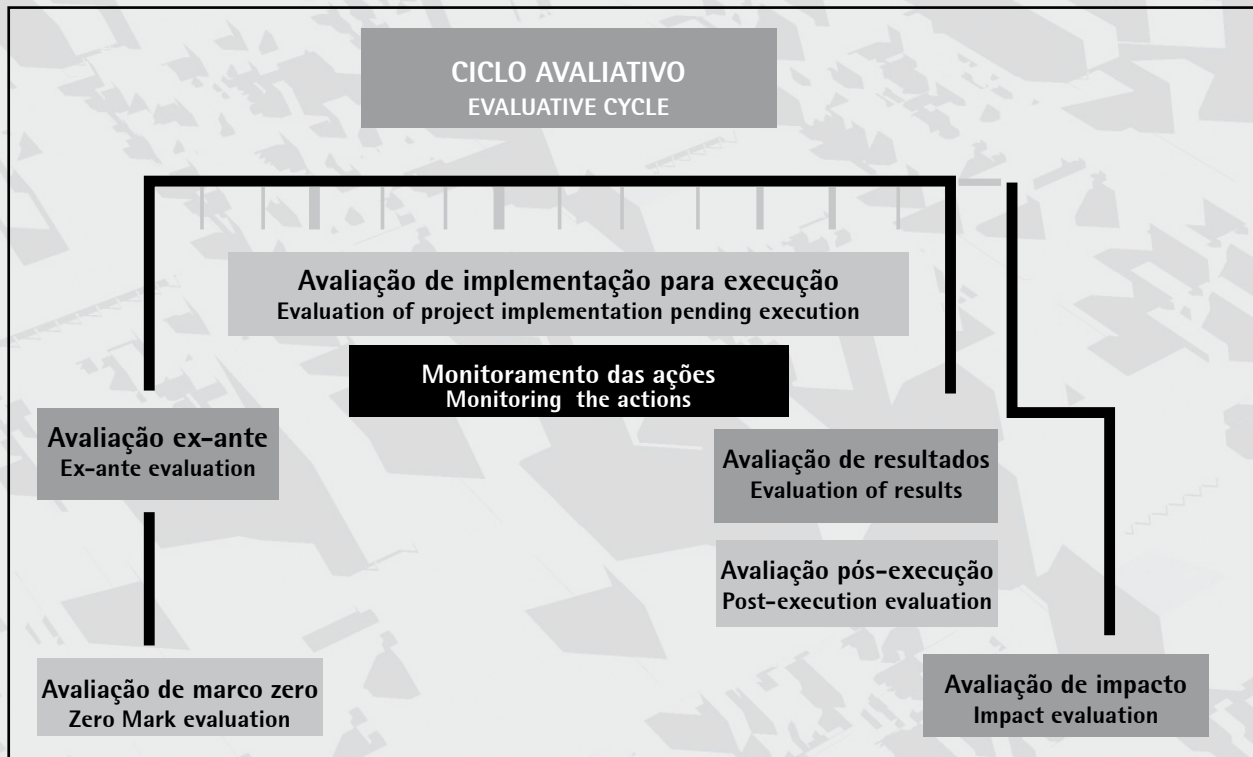 CICLO AVALIATIVO
EVALUATIVE CYCLE
Avaliação de implementação para execução
Evaluation of project implementation pending execution
Monitoramento das ações
Monitoring the actions
Avaliação ex-ante
Ex-ante evaluation
Avaliação de resultados
Evaluation of results
Avaliação pós-execução
Post-execution evaluation
Avaliação de marco zero
Zero Mark evaluation
Avaliação de impacto
Impact evaluation